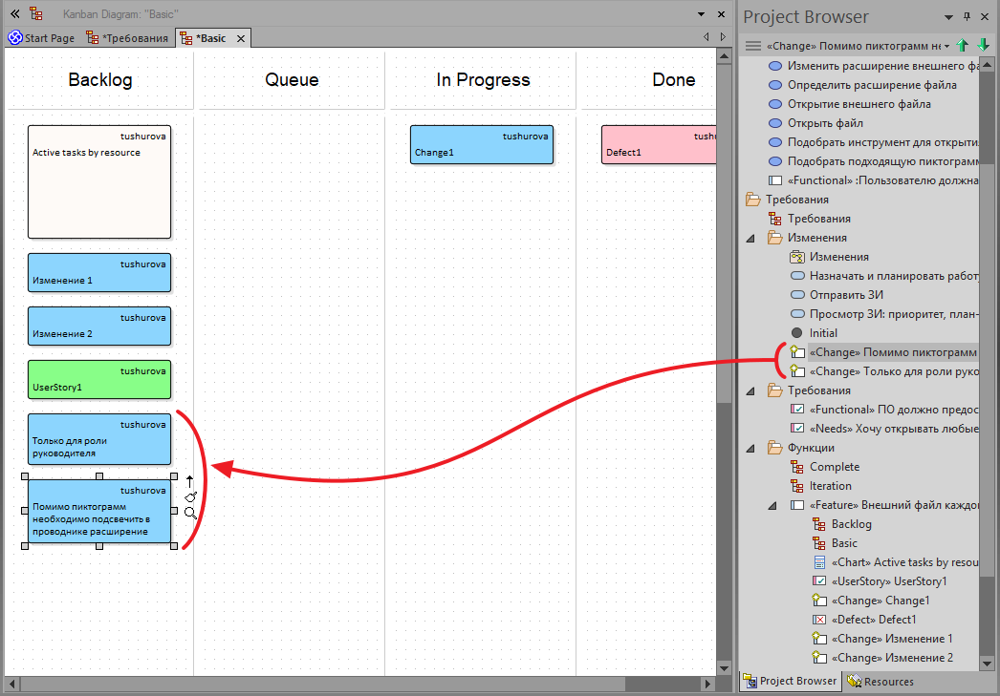 Kanban Diagram: "Basic"
Start Page
*Требования
*Basic
Backlog
Queue
In Progress
Done
tushurova
Active tasks by resource
tushurova
Изменение 1
tushurova
Изменение 2
tushurova
UserStory1
tushurova
Только для роли
руководителя
tushurova
Помимо пиктограмм
необходимо подсвечить в
проводнике расширение
tushurova
Change1
tushu
Defect1
Project Browser
«Change» Помимо пиктограмм не
Изменить расширение внешнего фа
Определить расширение файла
Открытие внешнего файла
Открыть файл
Подобрать инструмент для открыти
Подобрать подходящую пиктограмм
«Functional» :Пользователю должна
Требования
Требования
Изменения
Изменения
Назначать и планировать работу
Отправить ЗИ
Просмотр ЗИ: приоритет, план-
Initial
«Change» Помимо пиктограмм
«Change» Только для роли руко
Требования
«Functional» ПО должно предос
«Needs» Хочу открывать любые
Функции
Complete
Iteration
«Feature» Внешний файл каждо
Backlog
Basic
«Chart» Active tasks by resou
«UserStory» UserStory1
«Change» Change1
«Defect» Defect1
«Change» Изменение 1
«Change» Изменение 2
Project Browser
Resources